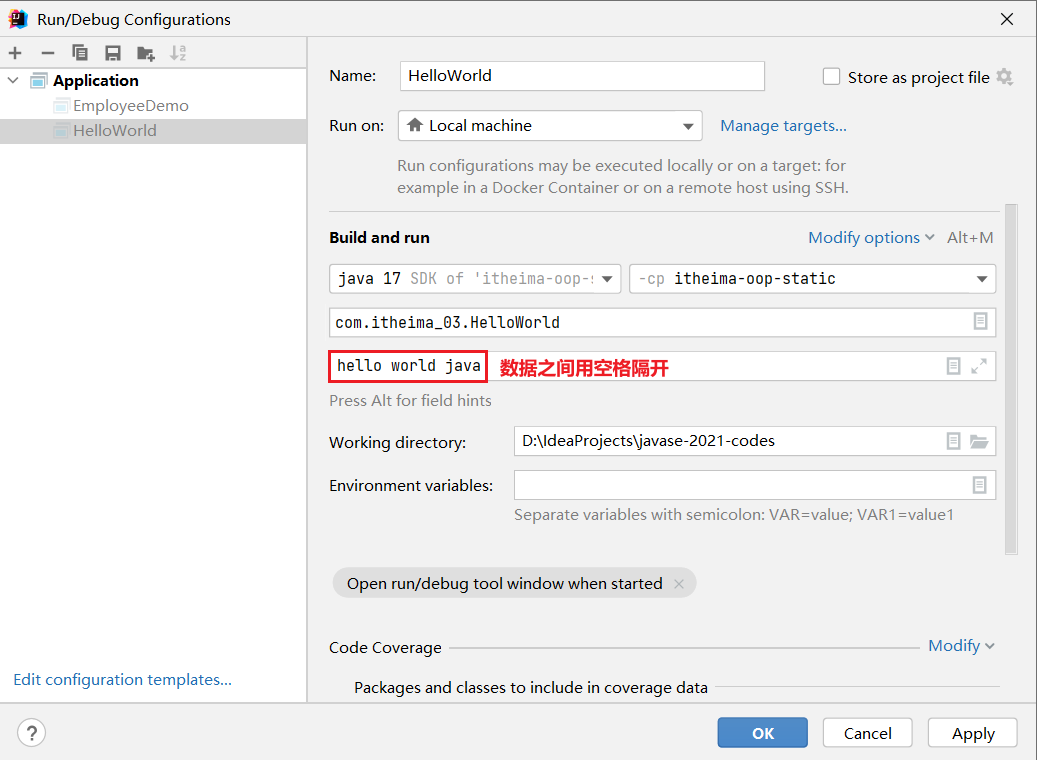 Run/Debug Configurations
Application
EmployeeDemo
HelloWorld
Edit configuration templates...
Name: HelloWorld Store as project file
Run on: Local machine Manage targets...
Run configurations may be executed locally or on a target: for
example in a Docker Container or on a remote host using SSH.
Build and run Modify options Alt+M
java 17 SDK of 'itheima-oop-s -cp itheima-oop-static
com.itheima_03.HelloWorld
hello world java 数据之间用空格隔开
Press Alt for field hints
Working directory: D:\IdeaProjects\javase-2021-codes
Environment variables:
Separate variables with semicolon: VAR=value; VAR1=value1
Open run/debug tool window when started
Code Coverage Modify
Packages and classes to include in coverage data
? OK Cancel Apply